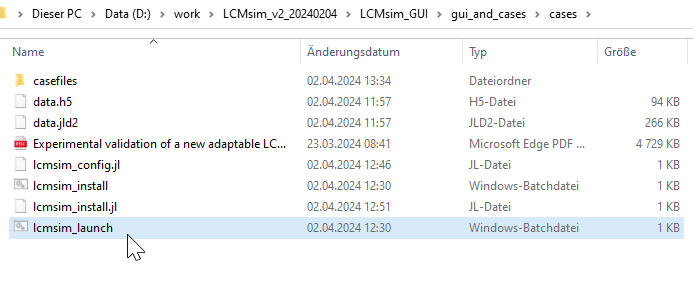 Dieser PC > Data (D:) > work > LCMsim_v2_20240204 > LCMsim_GUI > gui_and_cases > cases >
Name Änderungsdatum Typ Größe
casefiles 02.04.2024 13:34 Dateiordner
data.h5 02.04.2024 11:57 H5-Datei 94 KB
data.jld2 02.04.2024 11:57 JLD2-Datei 266 KB
PDF Experimental validation of a new adaptable LC... 23.03.2024 08:41 Microsoft Edge PDF ... 4 729 KB
lcmsim_config.jl 02.04.2024 12:46 JL-Datei 1 KB
lcmsim_install 02.04.2024 12:30 Windows-Batchdatei 1 KB
lcmsim_install.jl 02.04.2024 12:51 JL-Datei 1 KB
lcmsim_launch 02.04.2024 12:30 Windows-Batchdatei 1 KB